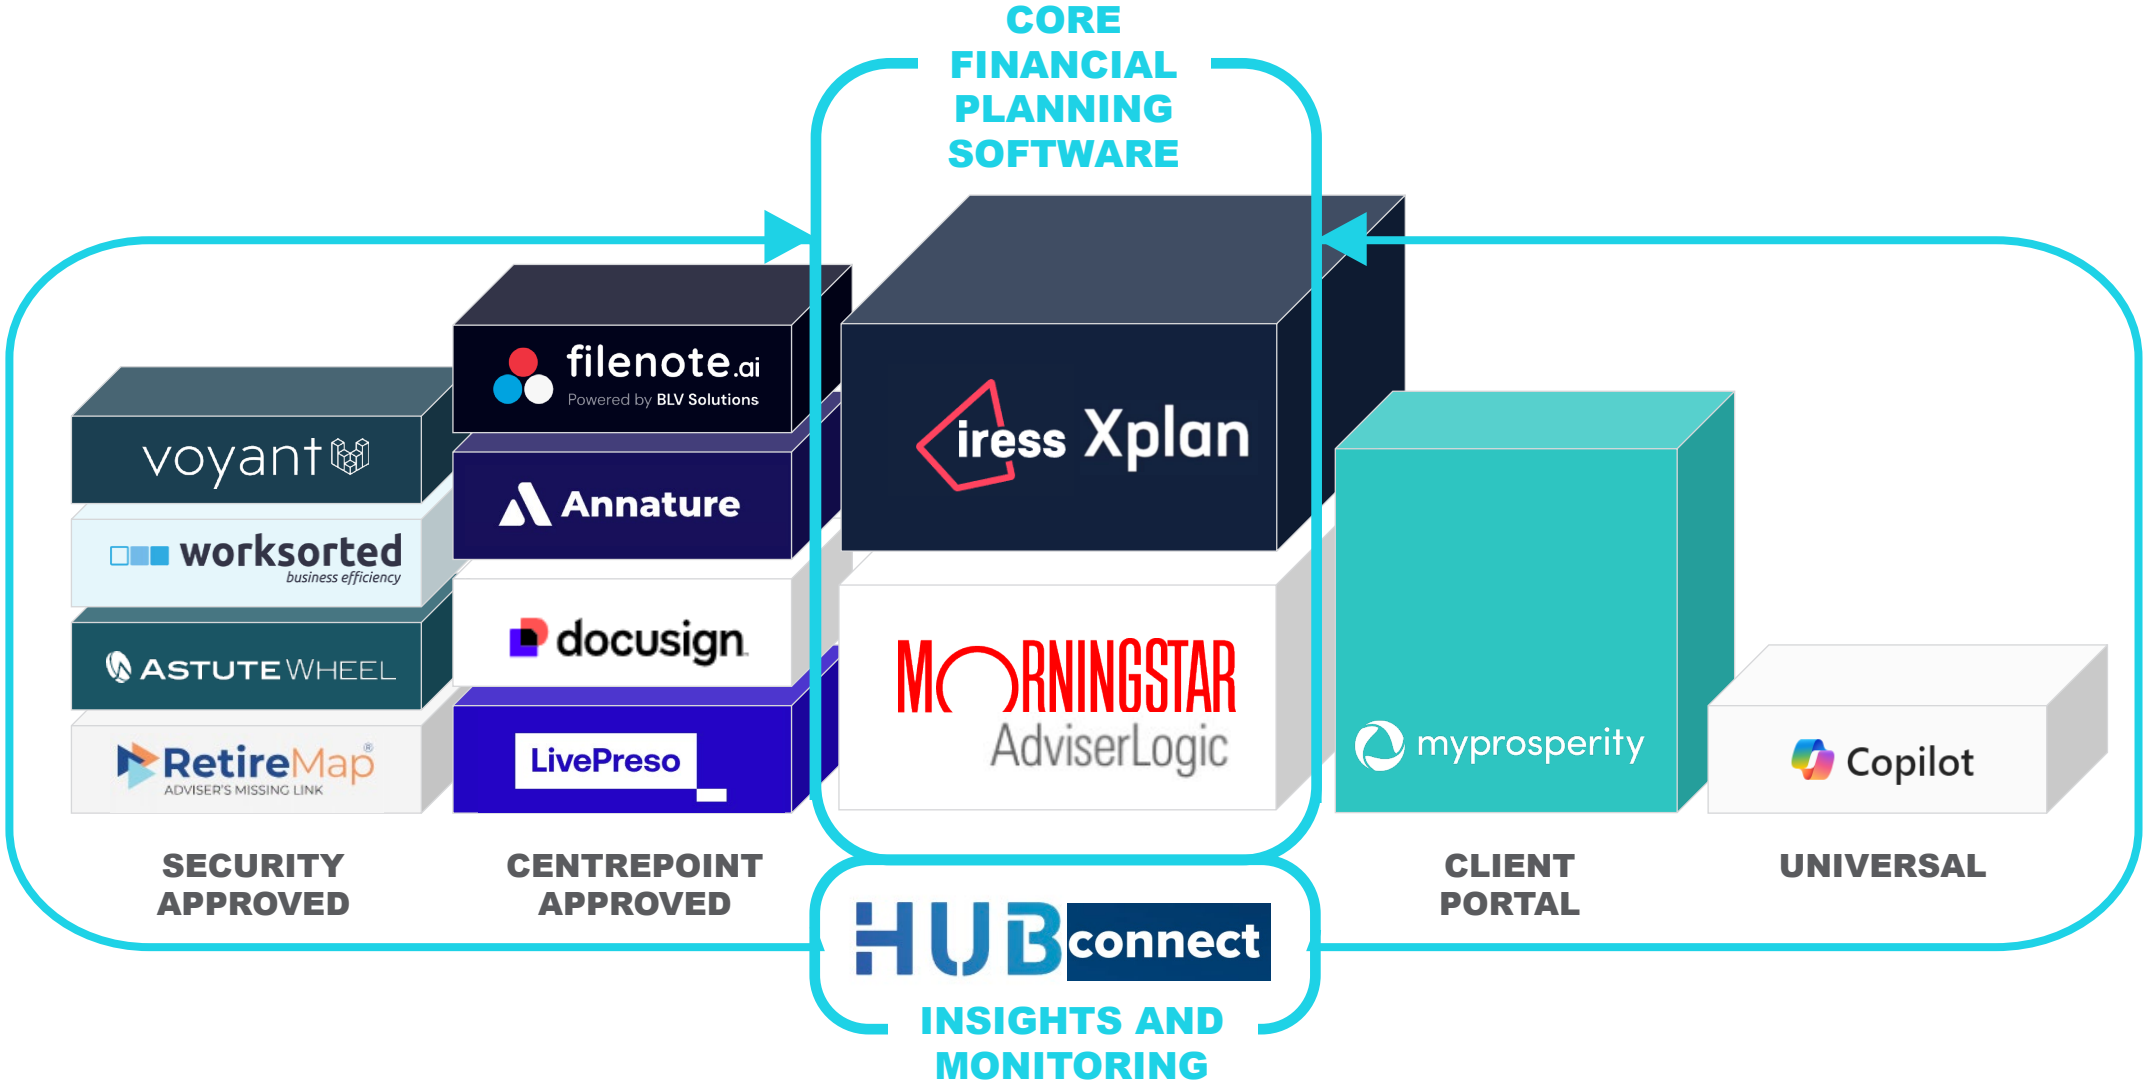 CORE
FINANCIAL
PLANNING
SOFTWARE
voyant
worksorted
business efficiency
ASTUTE WHEEL
RetireMap®
ADVISER'S MISSING LINK
SECURITY
APPROVED
filenote.ai
Powered by BLV Solutions
Annature
docusign
LivePreso
CENTREPOINT
APPROVED
iress Xplan
MORNINGSTAR
AdviserLogic
HUB connect
INSIGHTS AND
MONITORING
myprosperity
CLIENT
PORTAL
Copilot
UNIVERSAL